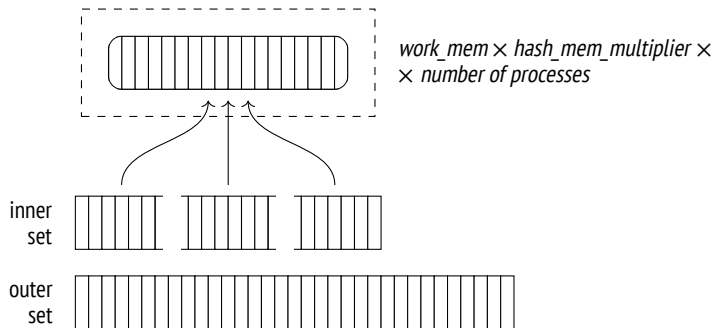 work_mem × hash_mem_multiplier ×
× number of processes
inner
set
outer
set